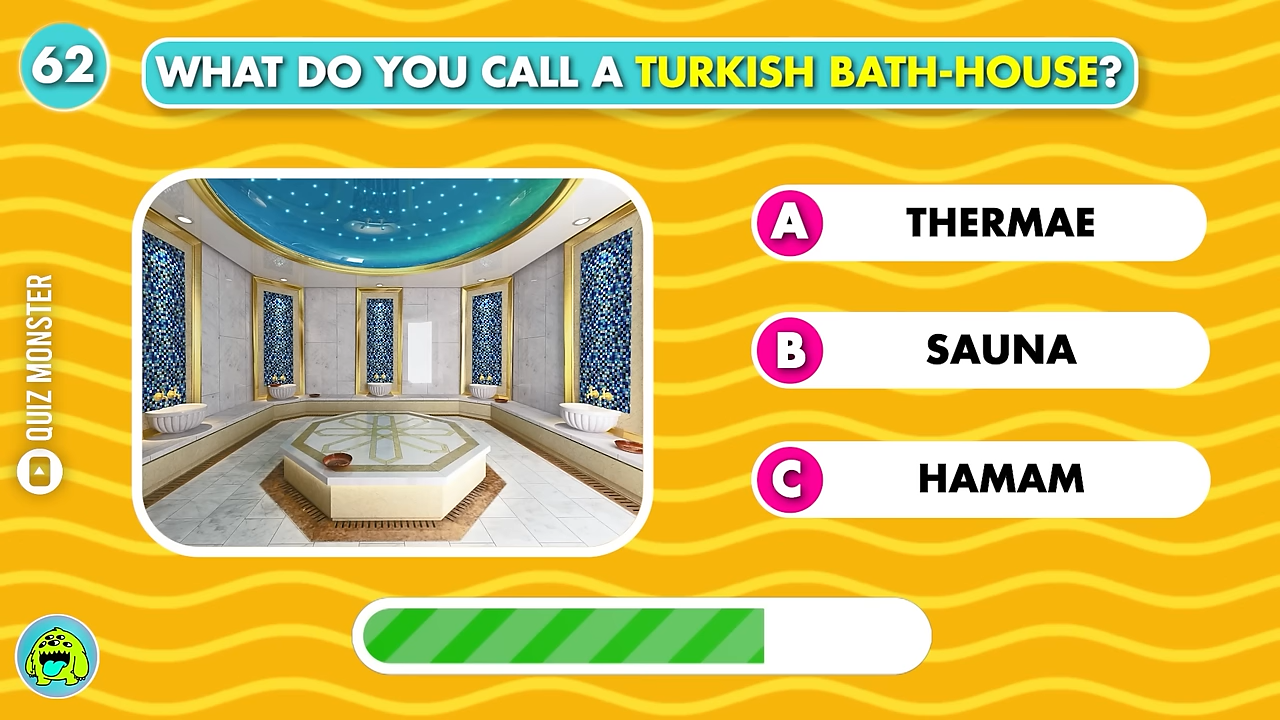 62
WHAT DO YOU CALL A TURKISH BATH-HOUSE?
A THERMAE
B SAUNA
C HAMAM
QUIZ MONSTER